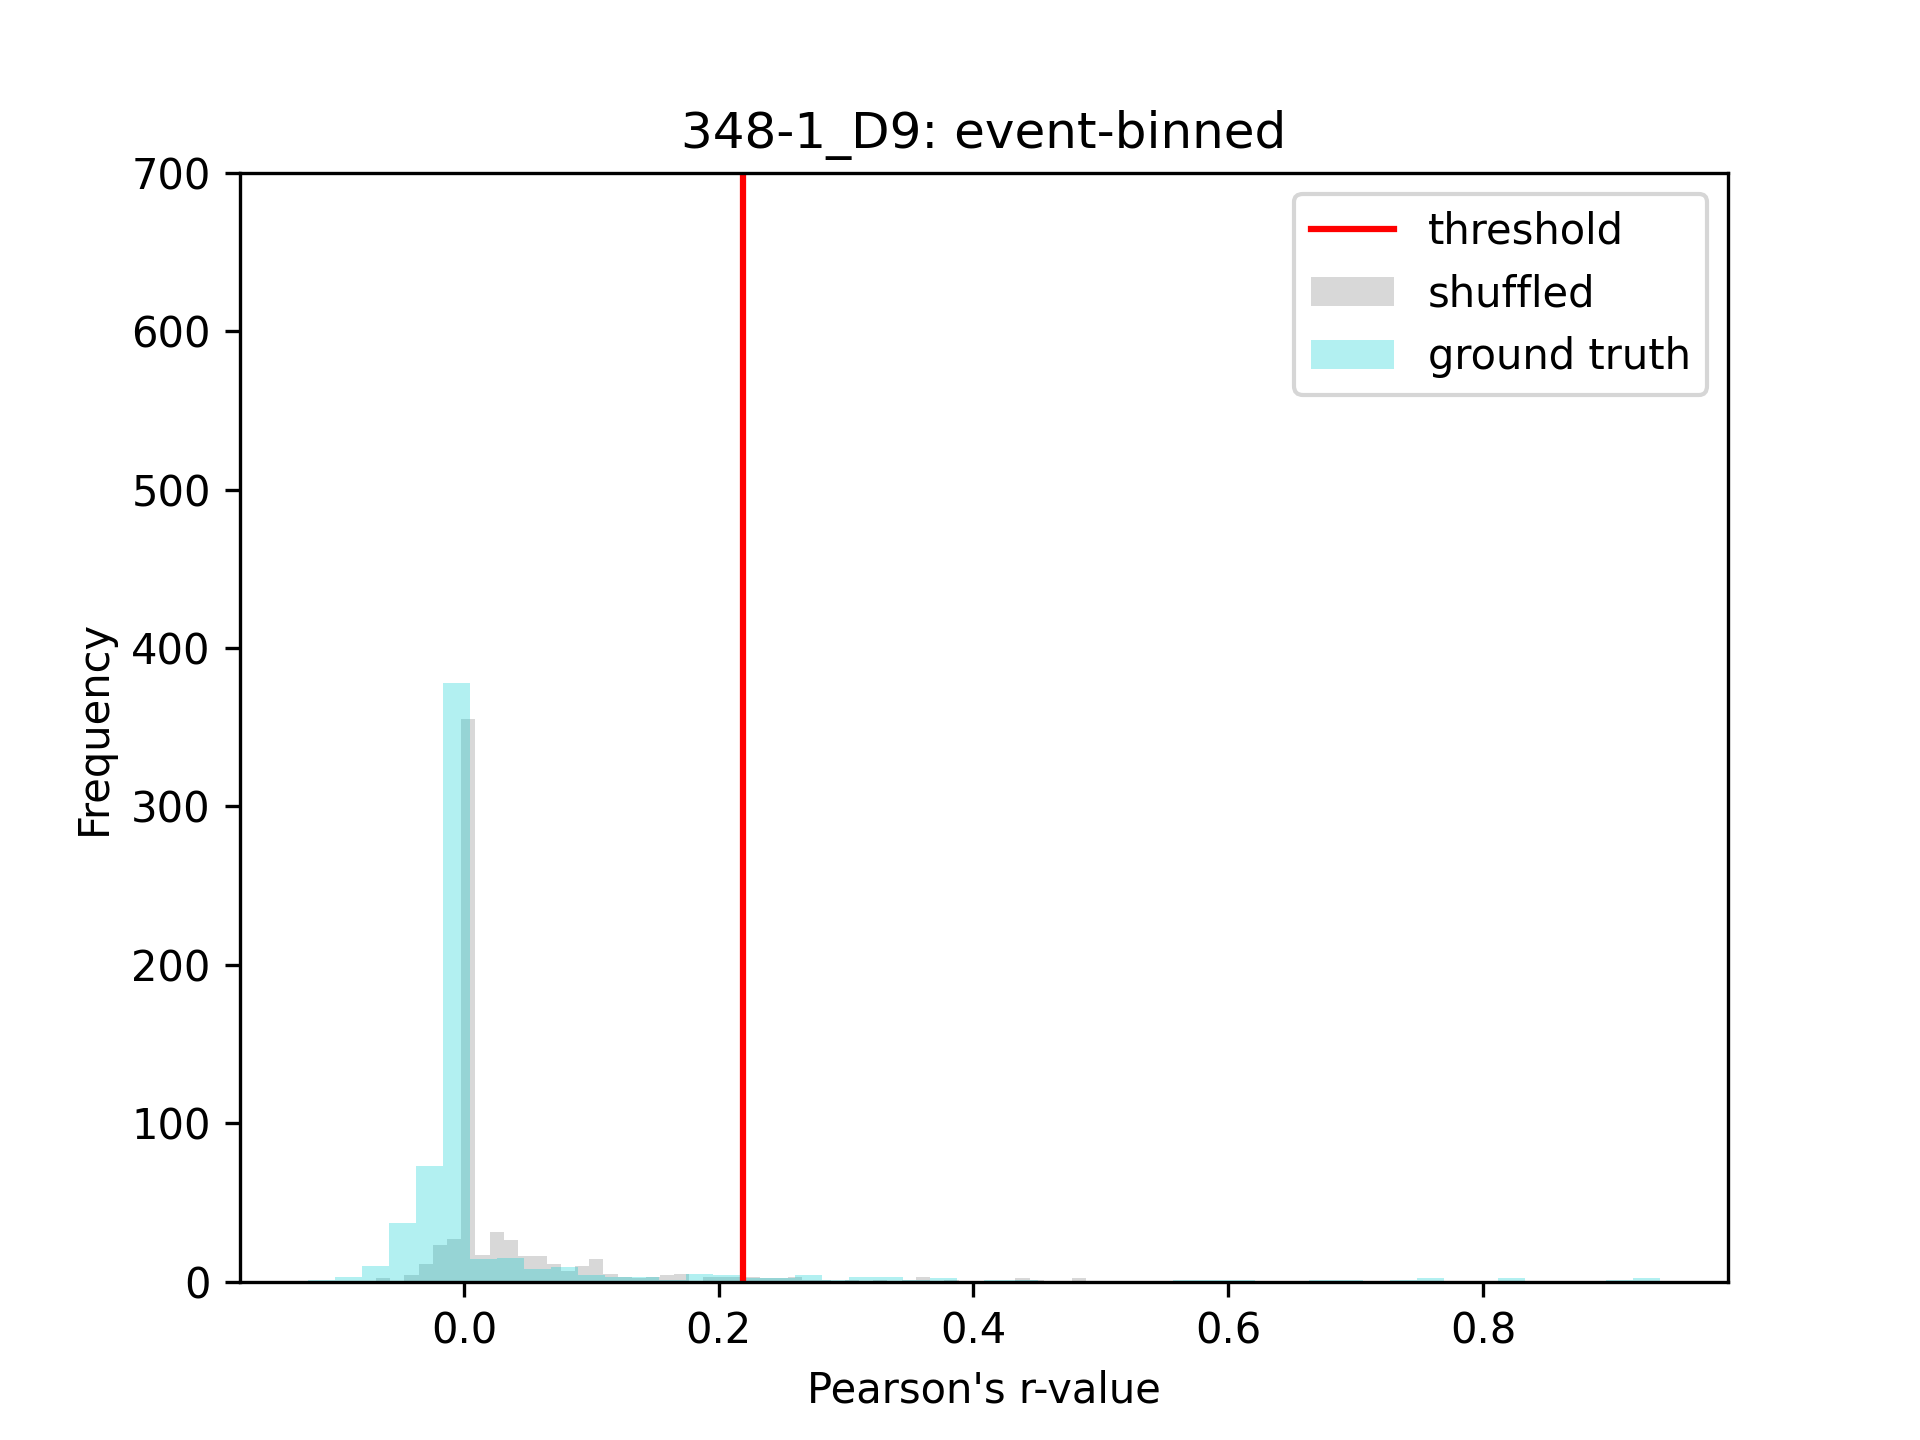 348-1_D9: event-binned
700
600
500
400
300
200
100
0
Frequency
threshold
shuffled
ground truth
0.0 0.2 0.4 0.6 0.8
Pearson's r-value